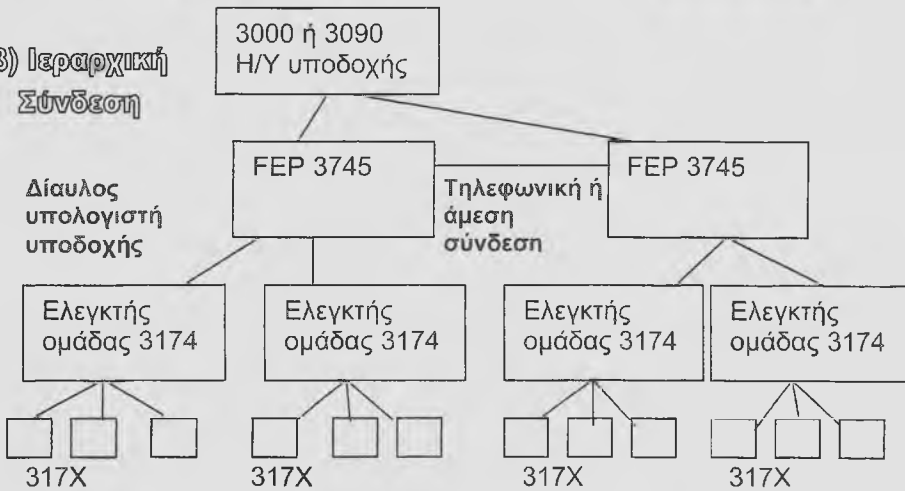 β) Ιεραρχική
Σύνδεση
3000 ή 3090
Η/Υ υποδοχής
FEP 3745
FEP 3745
Δίαυλος
υπολογιστή
υποδοχής
Τηλεφωνική ή
άμεση
σύνδεση
Ελεγκτής
ομάδας 3174
Ελεγκτής
ομάδας 3174
Ελεγκτής
ομάδας 3174
Ελεγκτής
ομάδας 3174
317X
317X
317X
317X